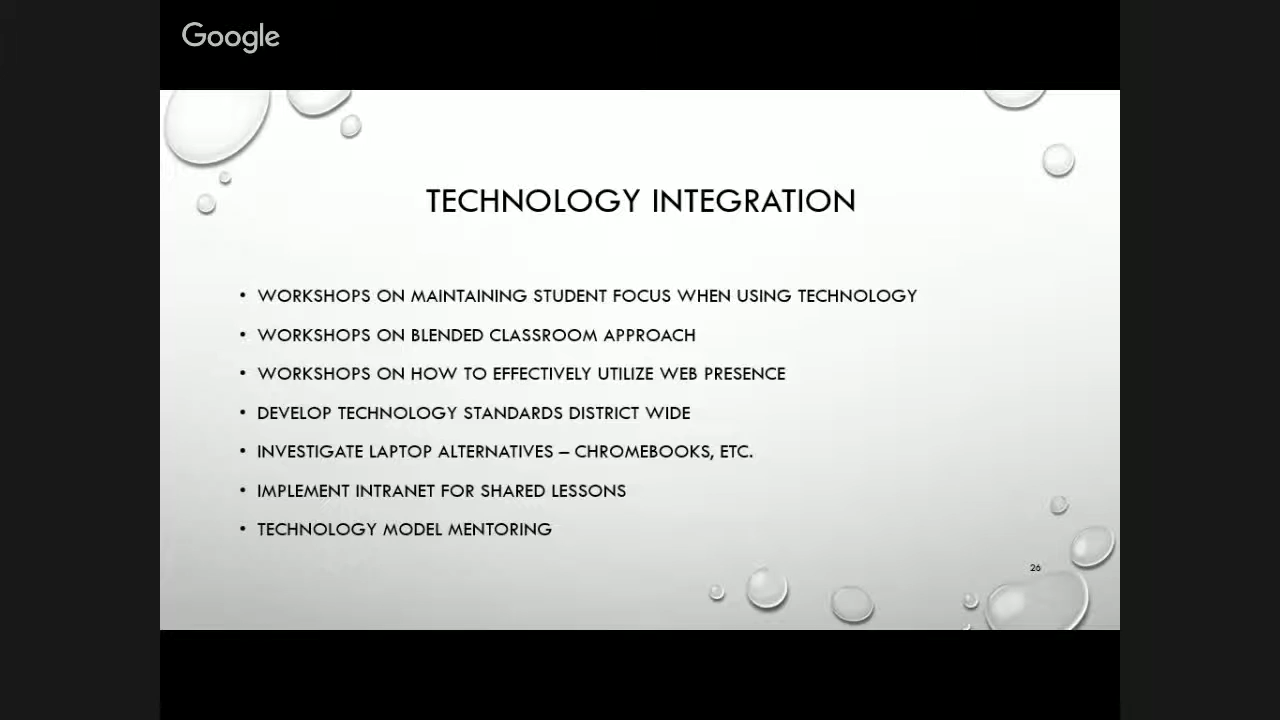 Google
TECHNOLOGY INTEGRATION
• WORKSHOPS ON MAINTAINING STUDENT FOCUS WHEN USING TECHNOLOGY
• WORKSHOPS ON BLENDED CLASSROOM APPROACH
• WORKSHOPS ON HOW TO EFFECTIVELY UTILIZE WEB PRESENCE
• DEVELOP TECHNOLOGY STANDARDS DISTRICT WIDE
• INVESTIGATE LAPTOP ALTERNATIVES – CHROMEBOOKS, ETC.
• IMPLEMENT INTRANET FOR SHARED LESSONS
• TECHNOLOGY MODEL MENTORING
26